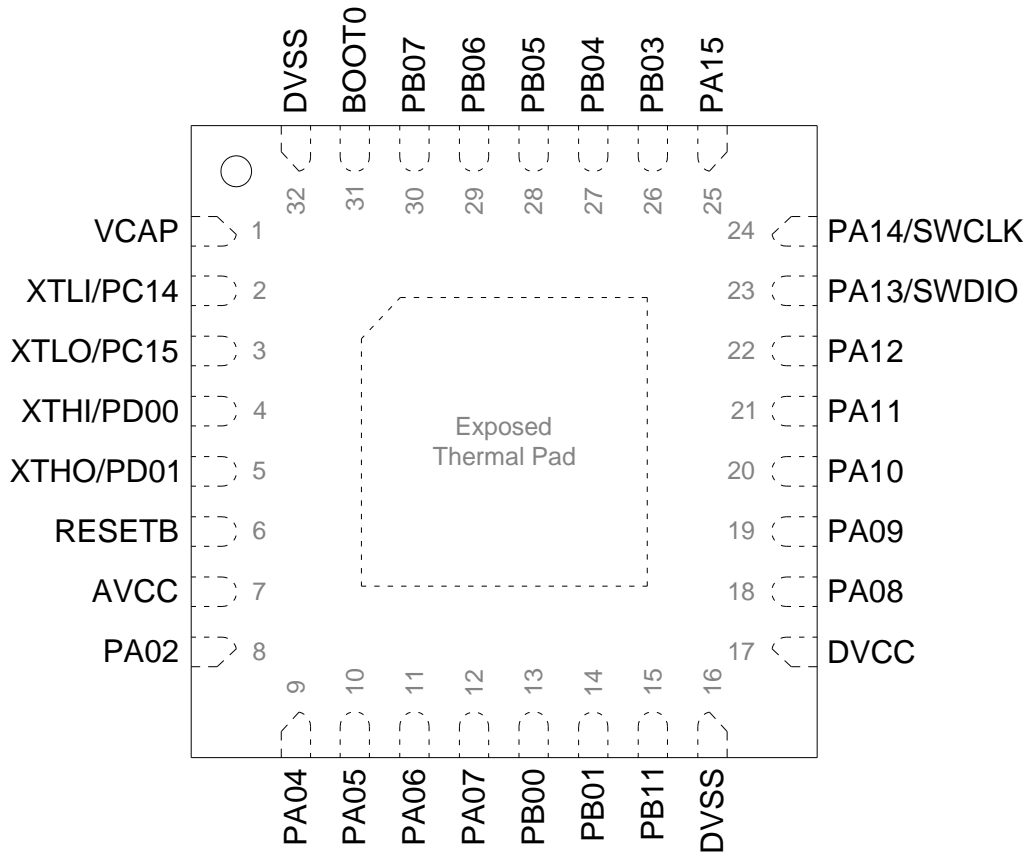 DVSS
BOOT0
PB07
PB06
PB05
PB04
PB03
PA15
32
31
30
29
28
27
26
25
VCAP 1
24 PA14/SWCLK
XTLI/PC14 2
23 PA13/SWDIO
XTLO/PC15 3
22 PA12
XTHI/PD00 4
21 PA11
XTHO/PD01 5
20 PA10
RESETB 6
19 PA09
AVCC 7
18 PA08
PA02 8
17 DVCC
Exposed
Thermal Pad
9
10
11
12
13
14
15
16
PA04
PA05
PA06
PA07
PB00
PB01
PB11
DVSS